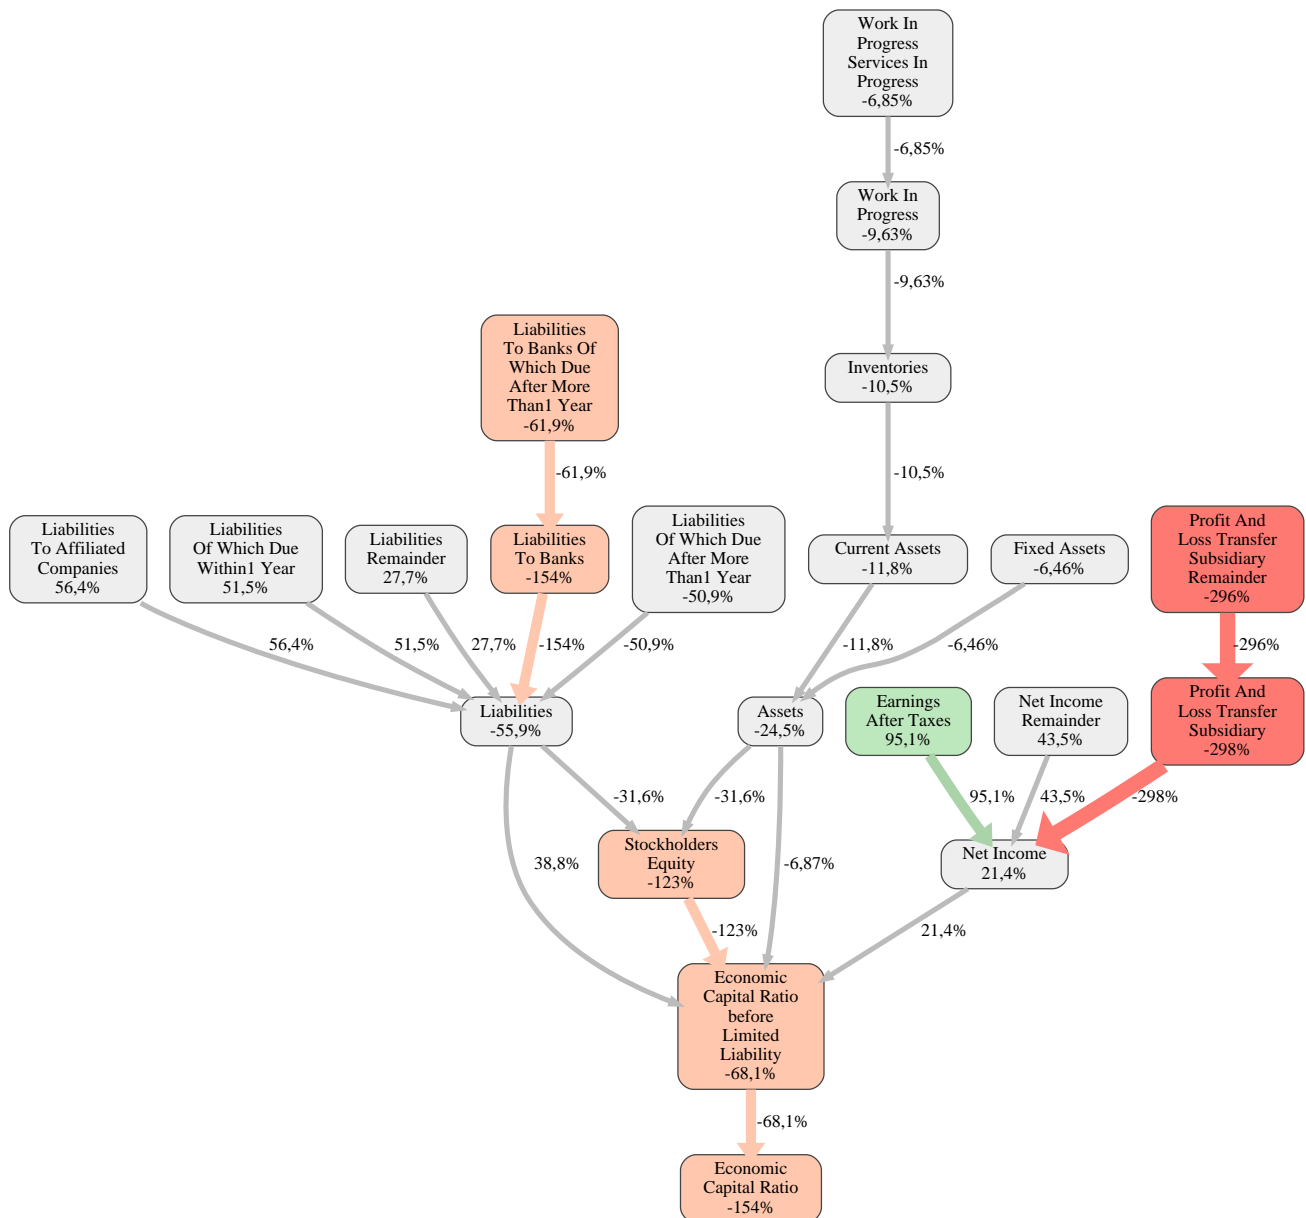 Work In
Progress
Services In
Progress
-6,85%
-6,85%
Work In
Progress
-9,63%
-9,63%
Liabilities
To Banks Of
Which Due
After More
Than1 Year
-61,9%
Inventories
-10,5%
-61,9%
-10,5%
Liabilities
To Affiliated
Companies
56,4%
Liabilities
Of Which Due
Within1 Year
51,5%
Liabilities
Remainder
27,7%
Liabilities
To Banks
-154%
Liabilities
Of Which Due
After More
Than1 Year
-50,9%
Current Assets
-11,8%
Fixed Assets
-6,46%
Profit And
Loss Transfer
Subsidiary
Remainder
-296%
56,4%
51,5%
27,7%
-154%
-50,9%
-11,8%
-6,46%
-296%
Liabilities
-55,9%
Assets
-24,5%
Earnings
After Taxes
95,1%
Net Income
Remainder
43,5%
Profit And
Loss Transfer
Subsidiary
-298%
-31,6%
-31,6%
95,1%
43,5%
-298%
Stockholders
Equity
-123%
Net Income
21,4%
38,8%
-6,87%
-123%
21,4%
Economic
Capital Ratio
before
Limited
Liability
-68,1%
-68,1%
Economic
Capital Ratio
-154%